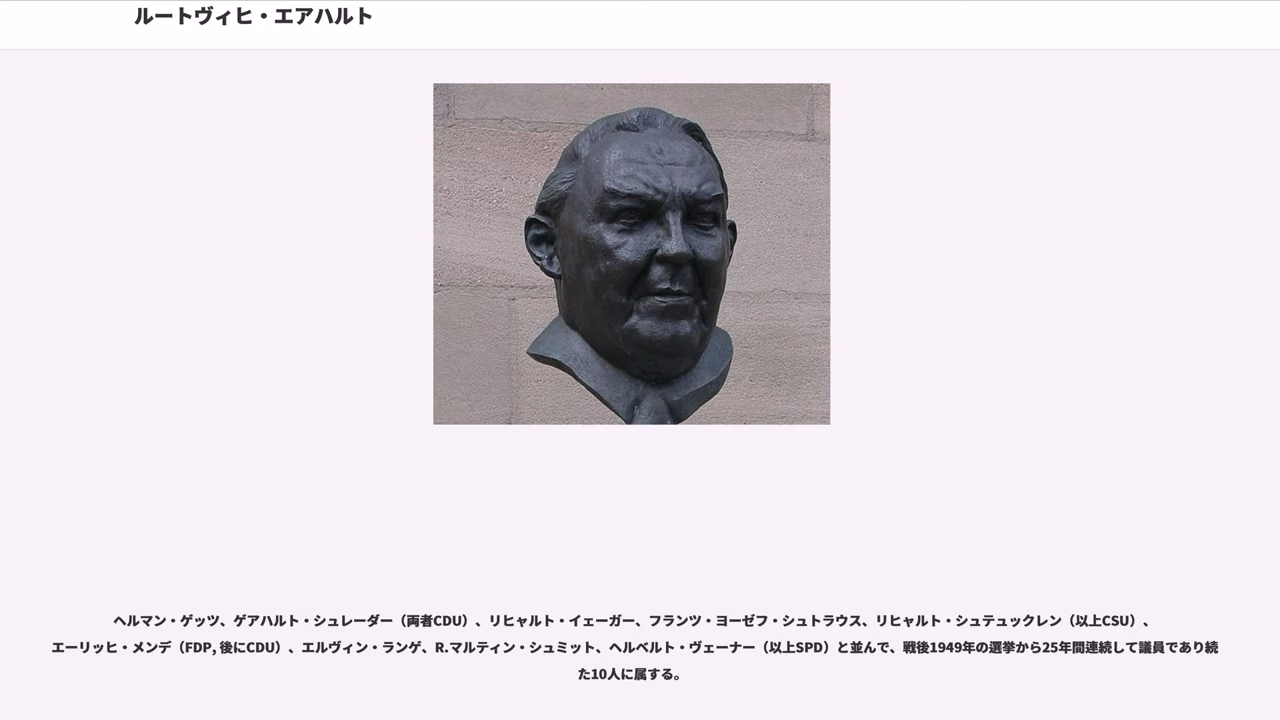 ルートヴィヒ・エアハルト
ヘルマン・ゲッツ、ゲアハルト・シュレーダー（両者CDU）、リヒャルト・イェーガー、フランツ・ヨーゼフ・シュトラウス、リヒャルト・シュテュックレン（以上CSU）、
エーリッヒ・メンデ（FDP, 後にCDU）、エルヴィン・ランゲ、R.マルティン・シュミット、ヘルベルト・ヴェーナー（以上SPD）と並んで、戦後1949年の選挙から25年間連続して議員であり続
た10人に属する。